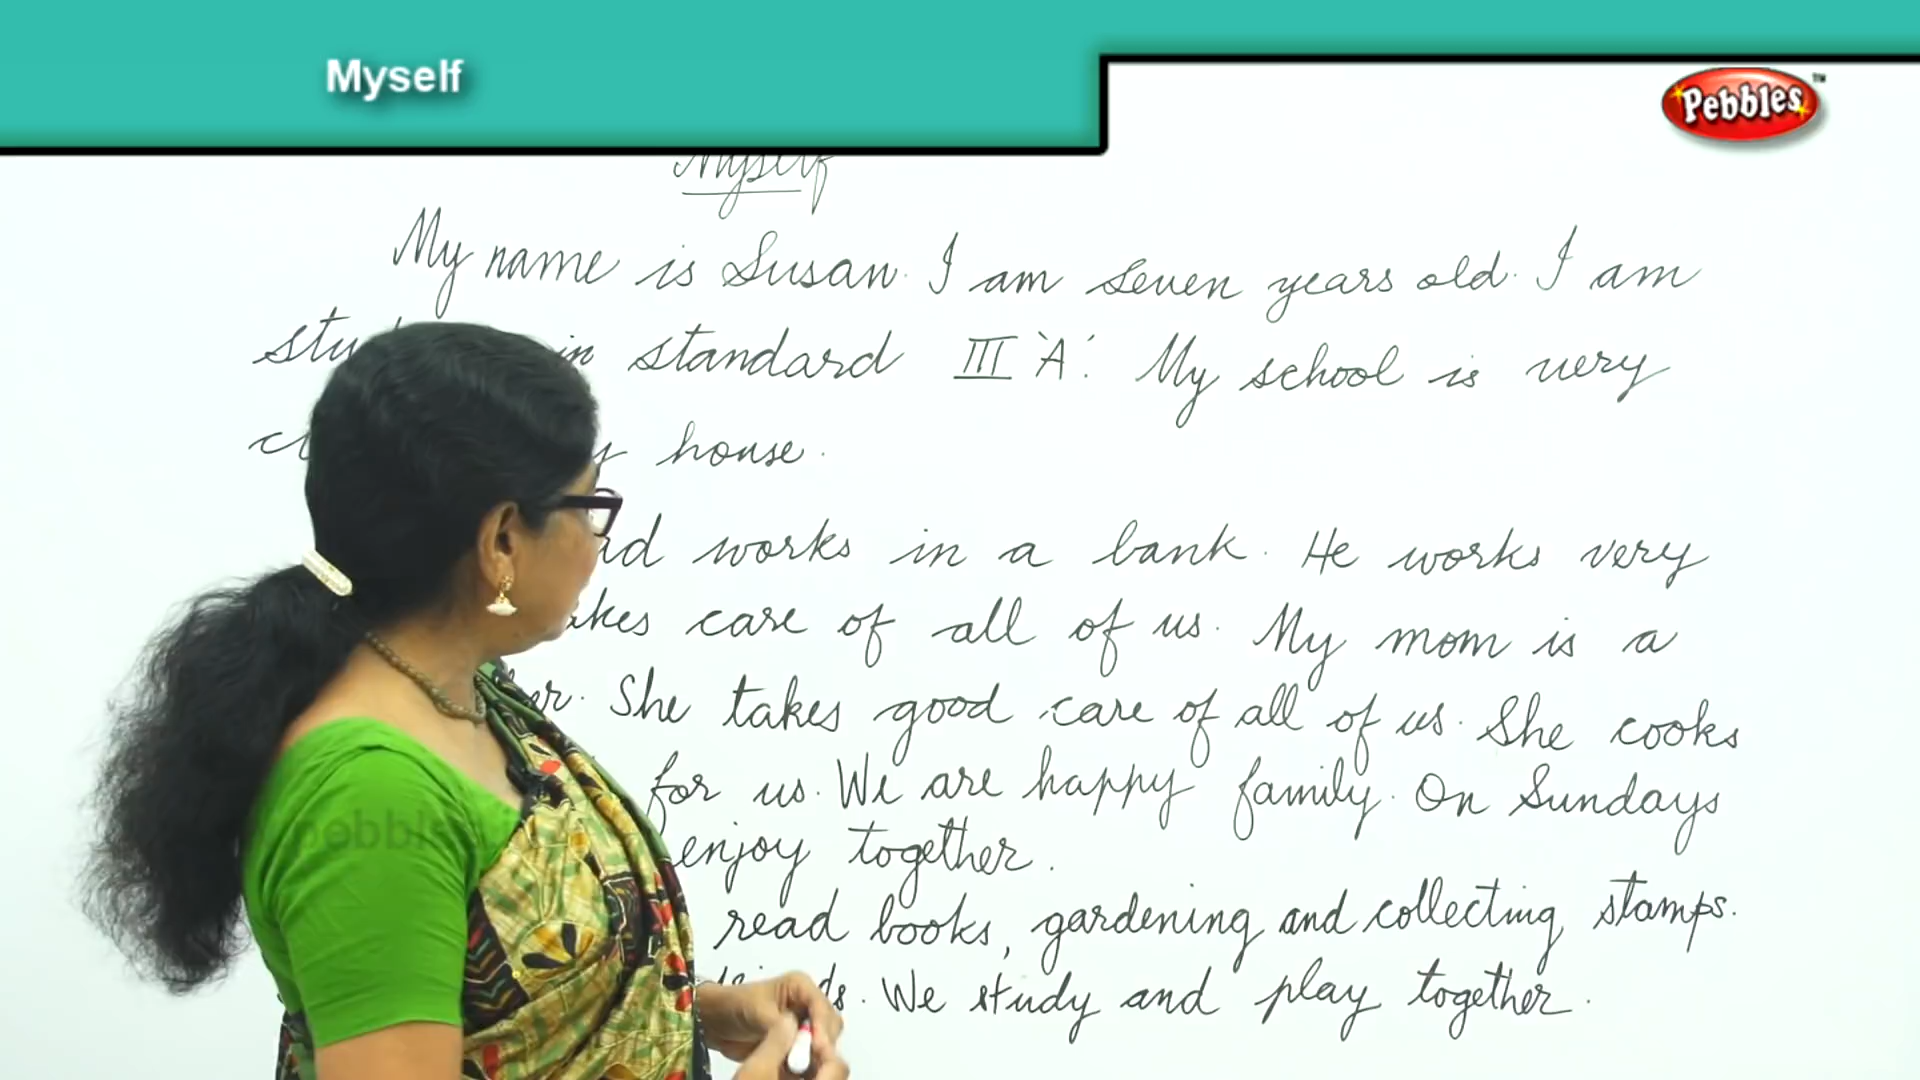 Myself
Pebbles TM
Myself
My name is Susan. I am seven years old. I am
in standard III 'A'. My school is very
house.
works in a bank. He works very
care of all of us. My mom is a
She takes good care of all of us. She cooks
for us. We are happy family. On Sundays
enjoy together.
read books, gardening and collecting stamps.
We study and play together.